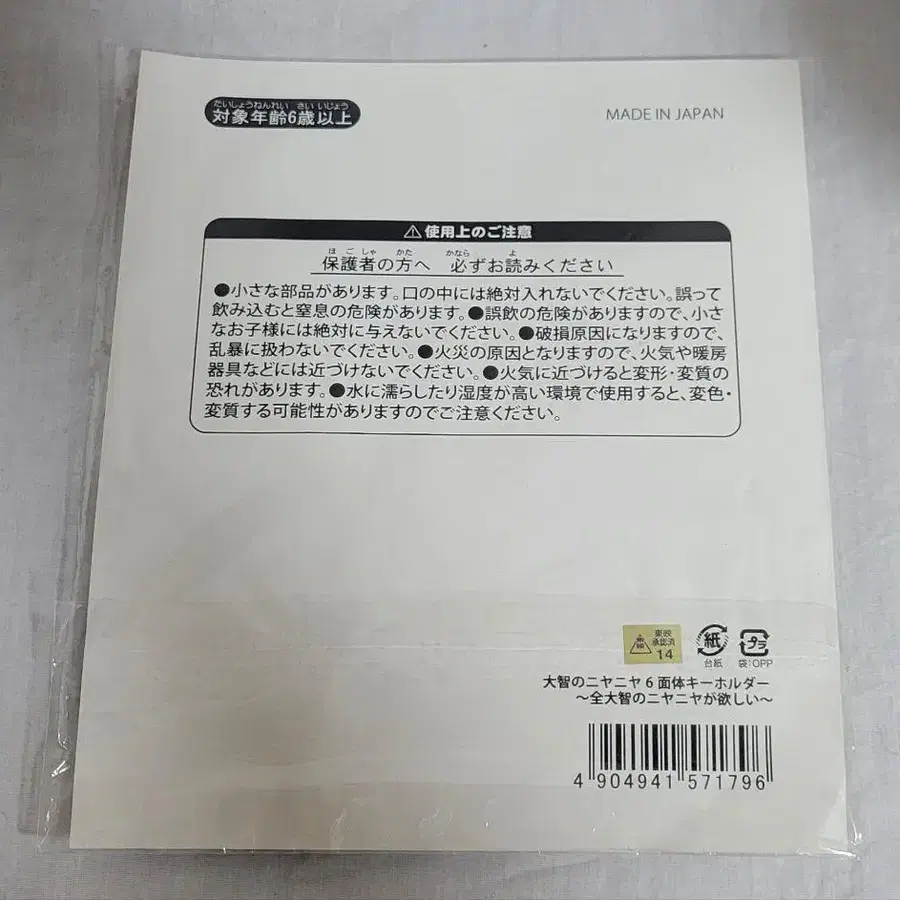 たいしょうねんれい さい いじょう
対象年齢6歳以上
MADE IN JAPAN
⚠使用上のご注意
ほごしゃ かた かなら よ
保護者の方へ 必ずお読みください
●小さな部品があります。口の中には絶対入れないでください。誤って
飲み込むと窒息の危険があります。●誤飲の危険がありますので、小さ
なお子様には絶対に与えないでください。●破損原因になりますので、
乱暴に扱わないでください。●火災の原因となりますので、火気や暖房
器具などには近づけないでください。●火気に近づけると変形・変質の
恐れがあります。●水に濡らしたり湿度が高い環境で使用すると、変色・
変質する可能性がありますのでご注意ください。
東映
東映
承認済
14
紙
台紙
プラ
袋:OPP
大智のニヤニヤ6面体キーホルダー
~全大智のニヤニヤが欲しい~
4 904941 571796